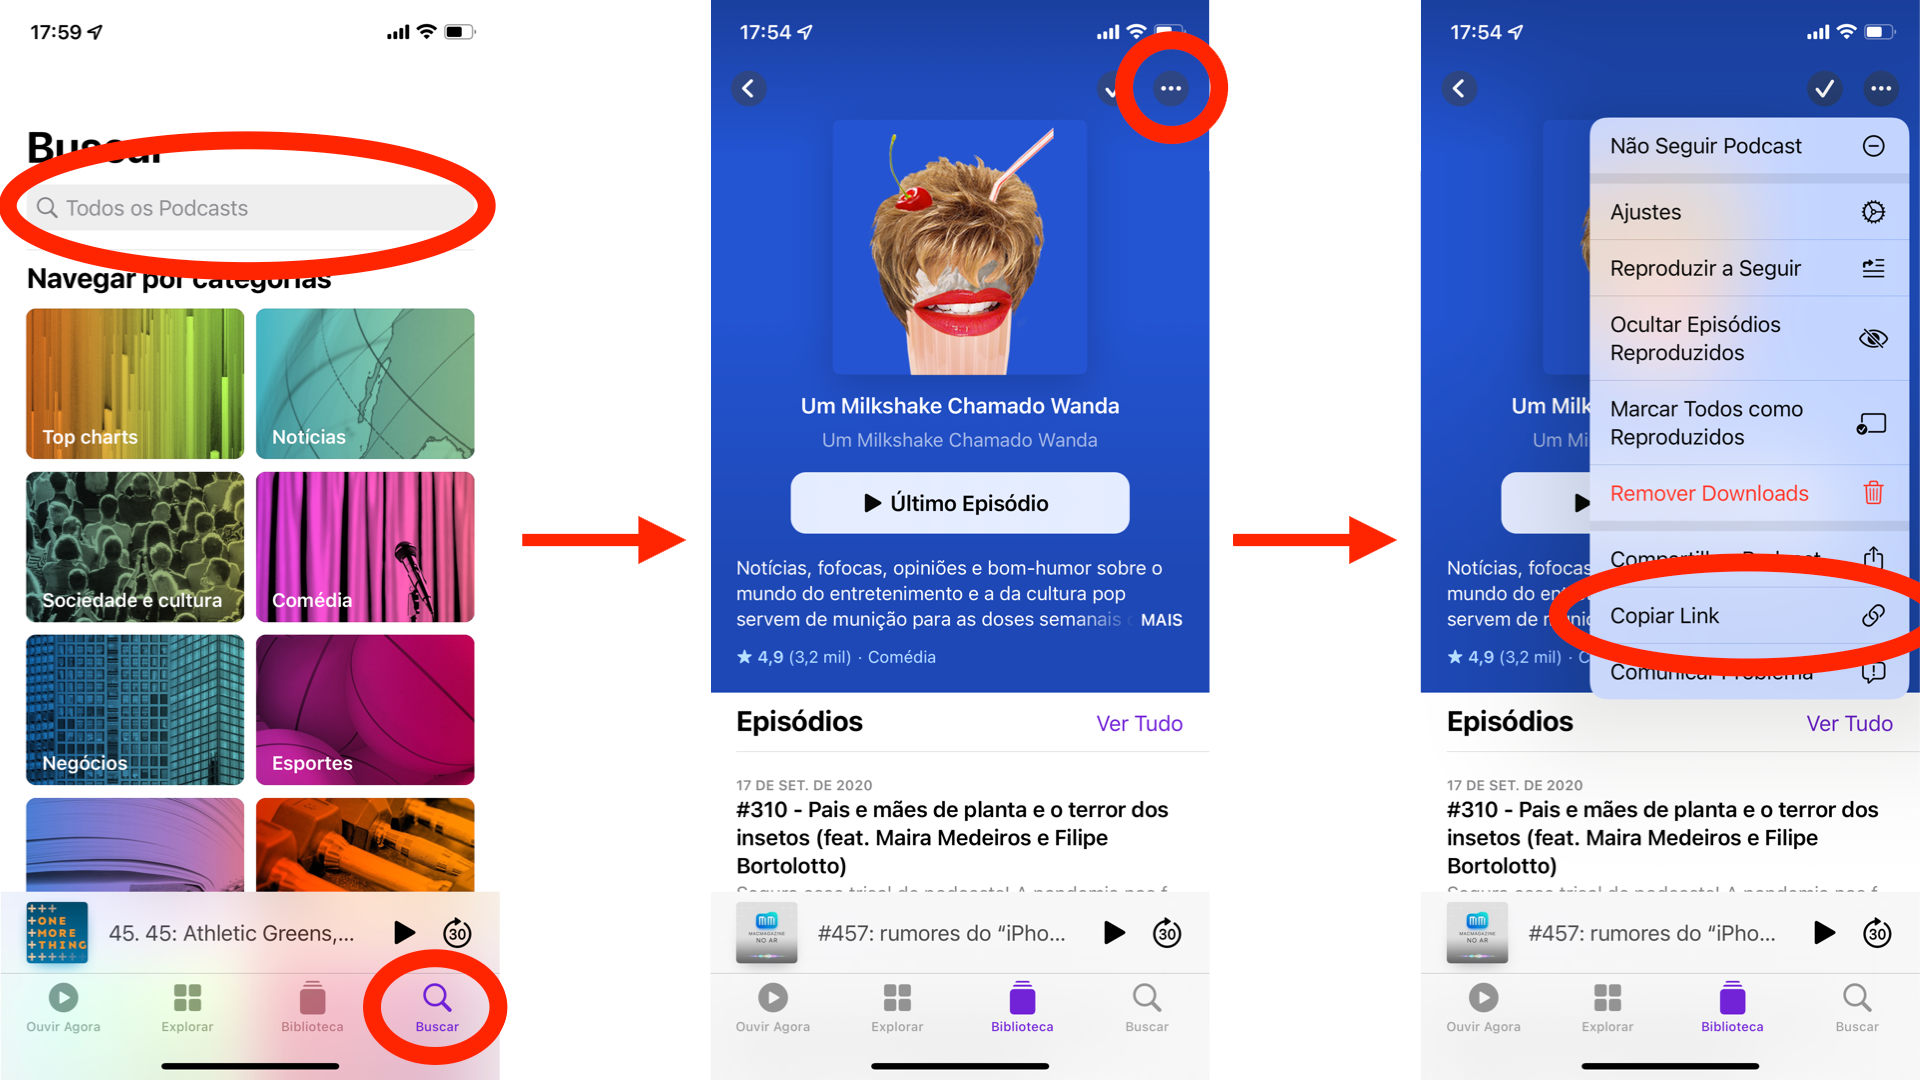 17:59
Buscar
Todos os Podcasts
Navegar por categorias
Top charts
Notícias
Sociedade e cultura
Comédia
Negócios
Esportes
+ONE
+MORE
+THING
45. 45: Athletic Greens,...
30
Ouvir Agora
Explorar
Biblioteca
Buscar
17:54
Um Milkshake Chamado Wanda
Um Milkshake Chamado Wanda
Último Episódio
Notícias, fofocas, opiniões e bom-humor sobre o
mundo do entretenimento e a da cultura pop
servem de munição para as doses semanais MAIS
4,9 (3,2 mil) · Comédia
Episódios
Ver Tudo
17 DE SET. DE 2020
#310 - Pais e mães de planta e o terror dos
insetos (feat. Maira Medeiros e Filipe
Bortolotto)
MACMAGAZINE
NO AR
#457: rumores do “iPho...
30
Ouvir Agora
Explorar
Biblioteca
Buscar
17:54
Não Seguir Podcast
Ajustes
Reproduzir a Seguir
Ocultar Episódios
Reproduzidos
Marcar Todos como
Reproduzidos
Remover Downloads
Compartilhar Podcast
Copiar Link
Comunicar Problema
Um Milk
Um Mi
Notícias, fofocas
mundo do en
servem de munic
4,9 (3,2 mil) · C
Episódios
Ver Tudo
17 DE SET. DE 2020
#310 - Pais e mães de planta e o terror dos
insetos (feat. Maira Medeiros e Filipe
Bortolotto)
MACMAGAZINE
NO AR
#457: rumores do “iPho...
30
Ouvir Agora
Explorar
Biblioteca
Buscar